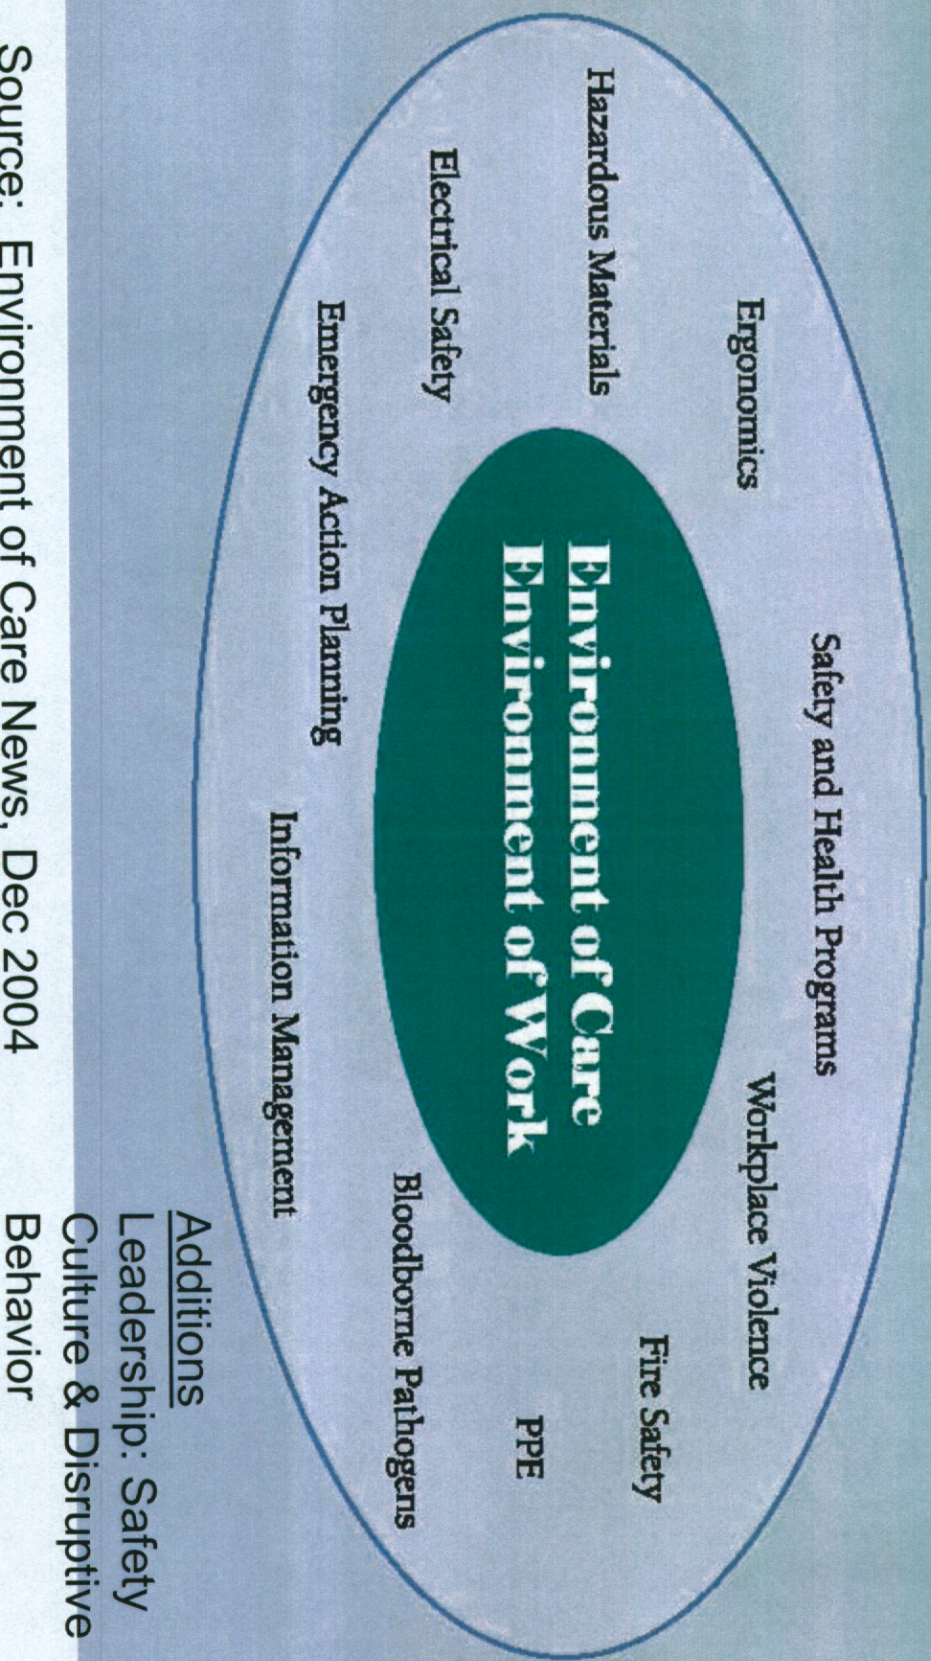 Safety and Health Programs
Ergonomics
Workplace Violence
Hazardous Materials
Fire Safety
Environment of Care
Environment of Work
PPE
Electrical Safety
Bloodborne Pathogens
Emergency Action Planning
Information Management
Additions
Leadership: Safety
Culture & Disruptive
Behavior
Source: Environment of Care News, Dec 2004